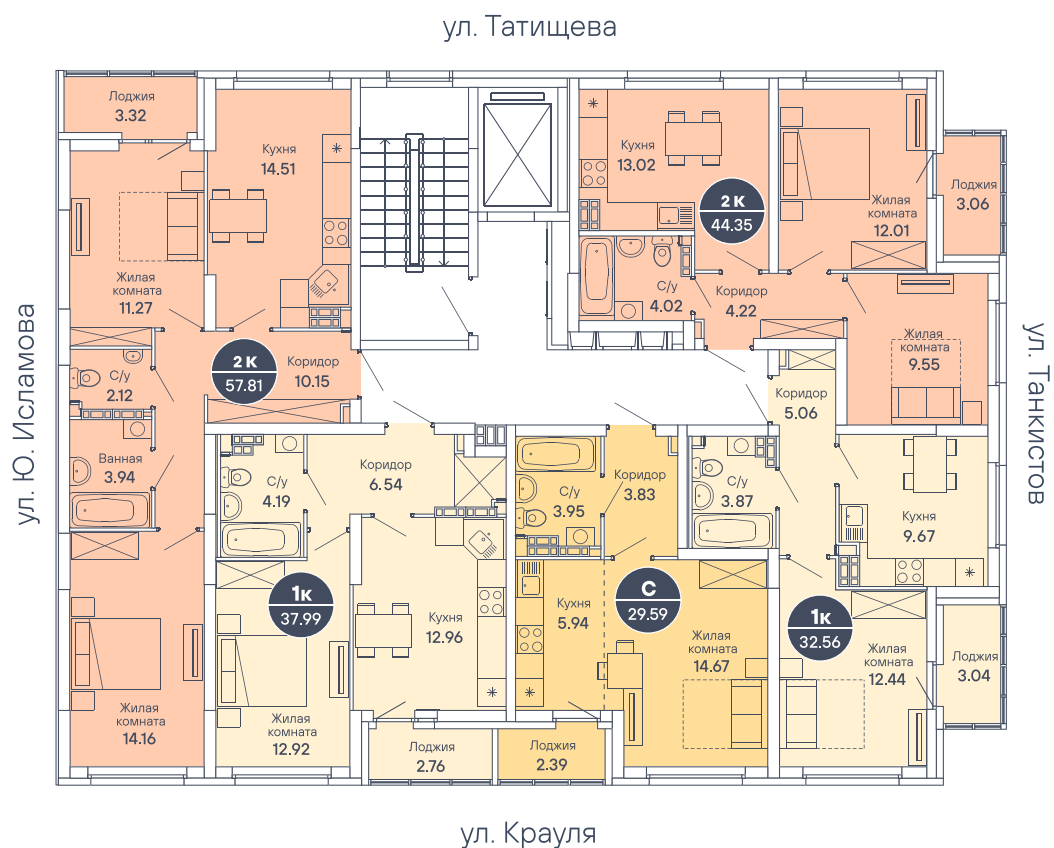 ул. Татищева
Лоджия
3.32
Кухня
14.51
Жилая
комната
11.27
2 К
57.81
Коридор
10.15
С/у
2.12
Ванная
3.94
Жилая
комната
14.16
Кухня
13.02
2 К
44.35
Жилая
комната
12.01
Лоджия
3.06
С/у
4.02
Коридор
4.22
Жилая
комната
9.55
С/у
4.19
Коридор
6.54
1к
37.99
Кухня
12.96
Жилая
комната
12.92
Лоджия
2.76
С/у
3.95
Коридор
3.83
С
29.59
Кухня
5.94
Жилая
комната
14.67
Лоджия
2.39
Коридор
5.06
С/у
3.87
Кухня
9.67
1к
32.56
Жилая
комната
12.44
Лоджия
3.04
ул. Ю. Исламова
ул. Танкистов
ул. Крауля